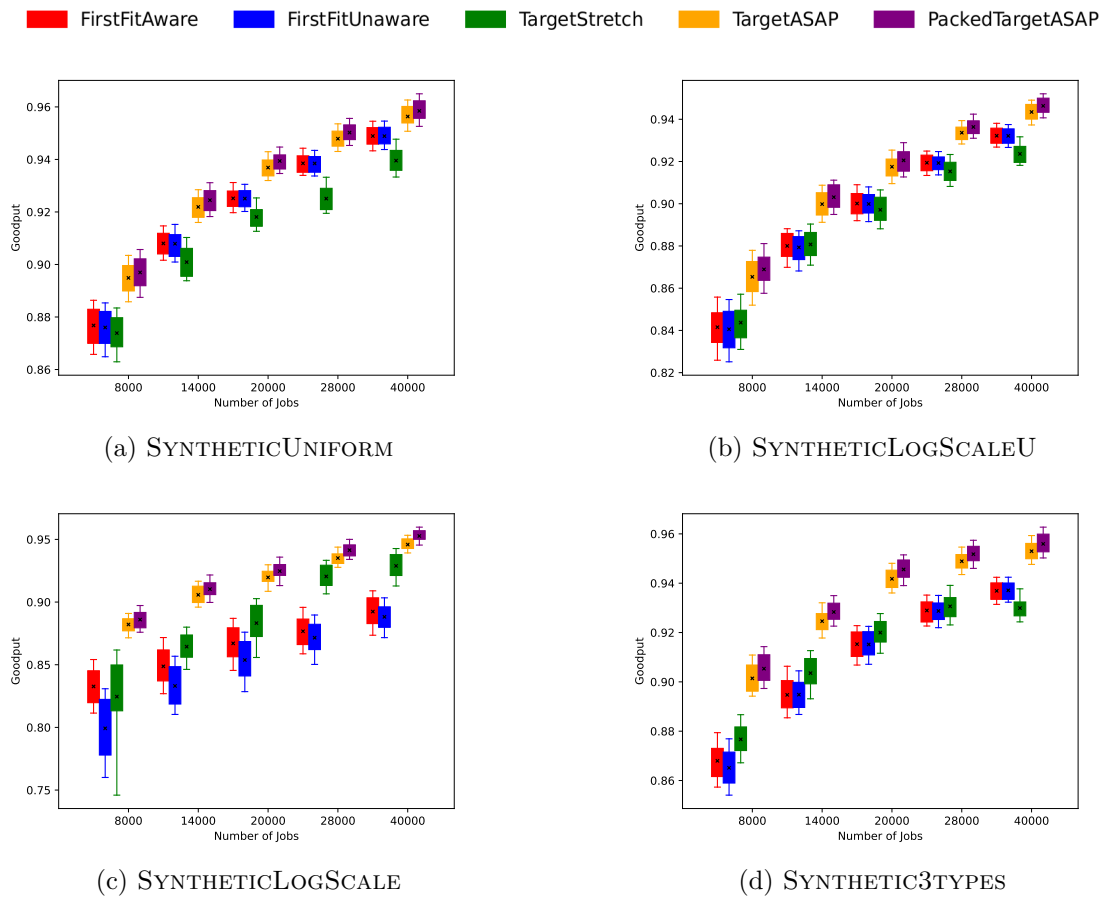 FirstFitAware FirstFitUnaware TargetStretch TargetASAP PackedTargetASAP
0.96
0.94
0.92
0.90
0.88
0.86
Goodput
8000 14000 20000 28000 40000
Number of Jobs
(a) SYNTHETICUNIFORM
0.94
0.92
0.90
0.88
0.86
0.84
0.82
Goodput
8000 14000 20000 28000 40000
Number of Jobs
(b) SYNTHETICLOGSCALEU
0.95
0.90
0.85
0.80
0.75
Goodput
8000 14000 20000 28000 40000
Number of Jobs
(c) SYNTHETICLOGSCALE
0.96
0.94
0.92
0.90
0.88
0.86
Goodput
8000 14000 20000 28000 40000
Number of Jobs
(d) SYNTHETIC3TYPES